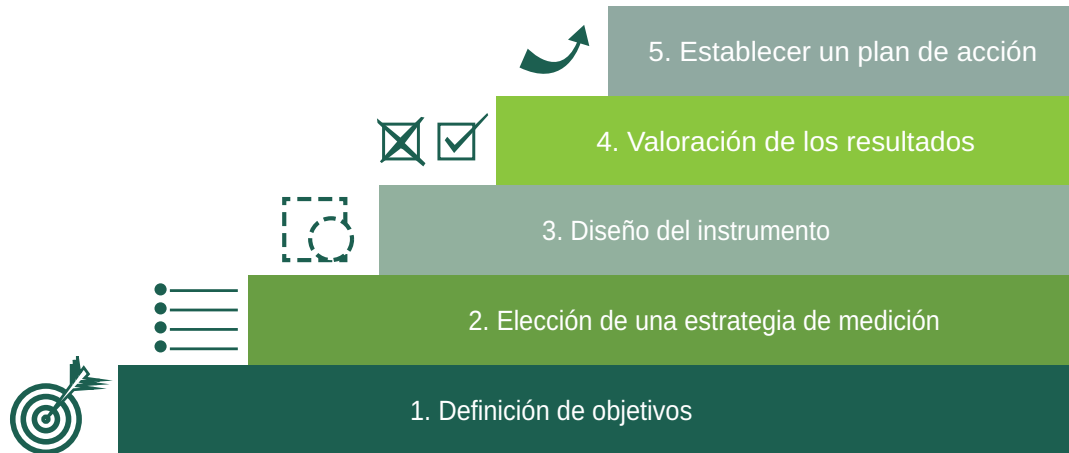 5. Establecer un plan de acción
4. Valoración de los resultados
3. Diseño del instrumento
2. Elección de una estrategia de medición
1. Definición de objetivos